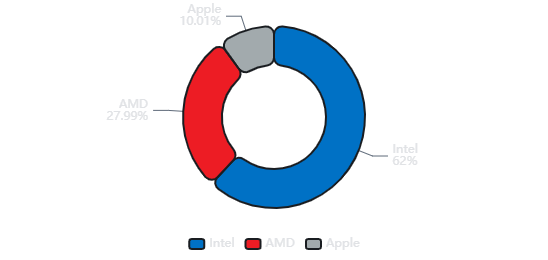 Apple
10.01%
AMD
27.99%
Intel
62%
Intel AMD Apple